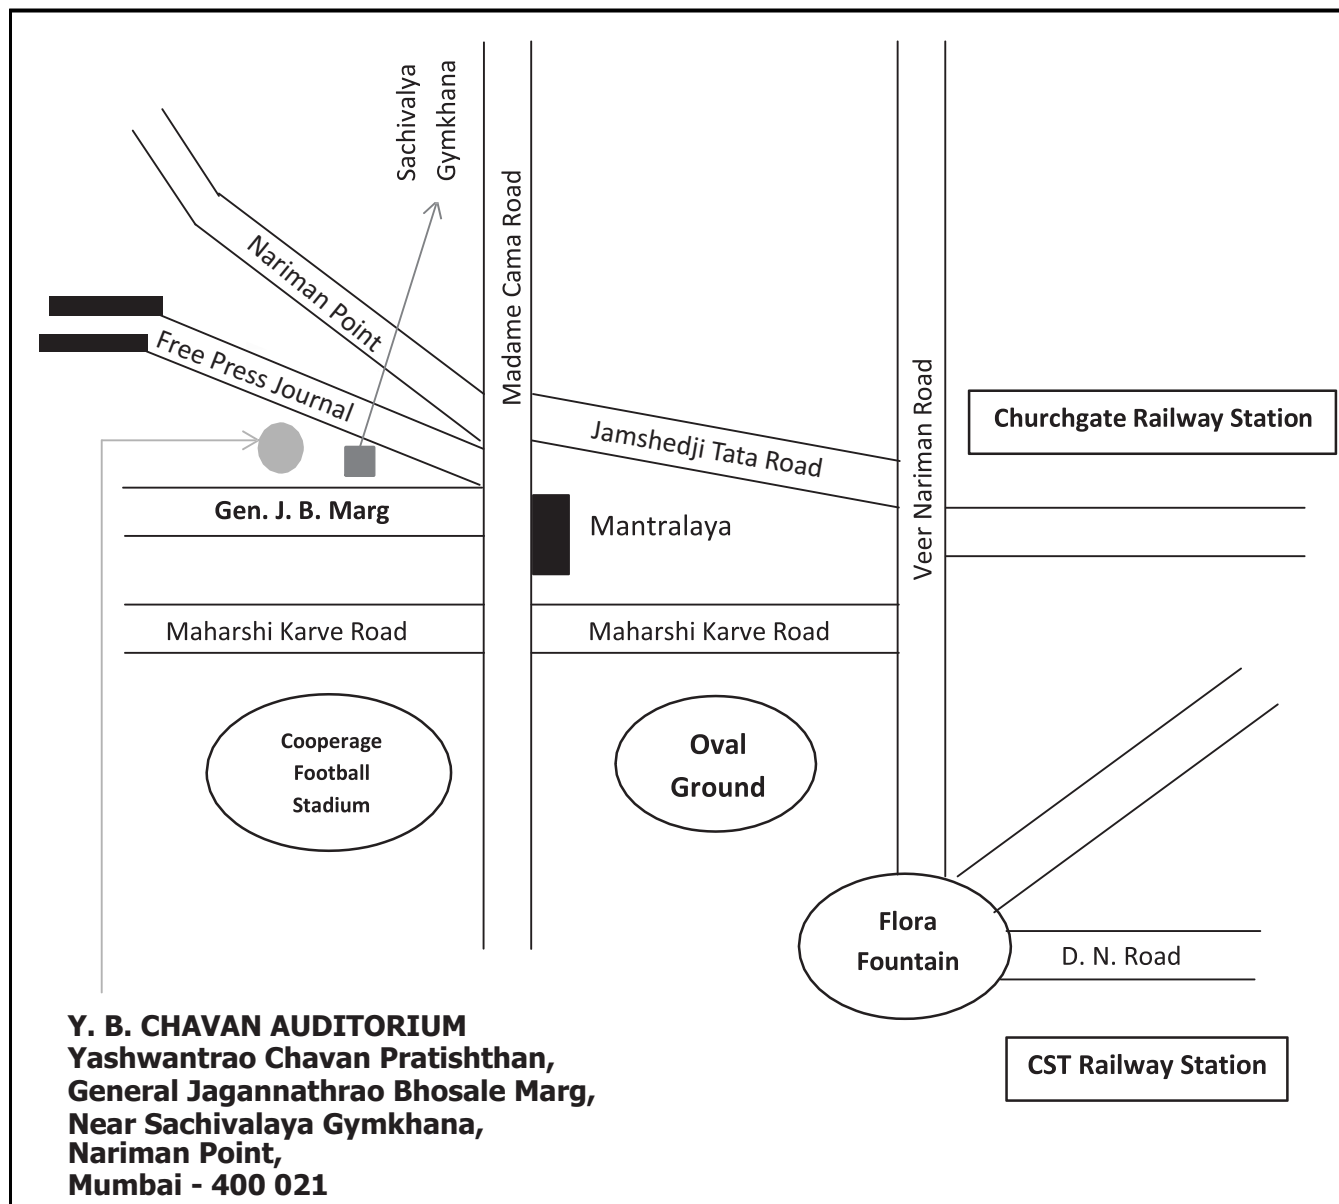 Sachivalya
Gymkhana
Madame Cama Road
Nariman Point
Free Press Journal
Veer Nariman Road
Churchgate Railway Station
Jamshedji Tata Road
Gen. J. B. Marg
Mantralaya
Maharshi Karve Road
Maharshi Karve Road
Cooperage
Football
Stadium
Oval
Ground
Flora
Fountain
D. N. Road
CST Railway Station
Y. B. CHAVAN AUDITORIUM
Yashwantrao Chavan Pratishthan,
General Jagannathrao Bhosale Marg,
Near Sachivalaya Gymkhana,
Nariman Point,
Mumbai - 400 021